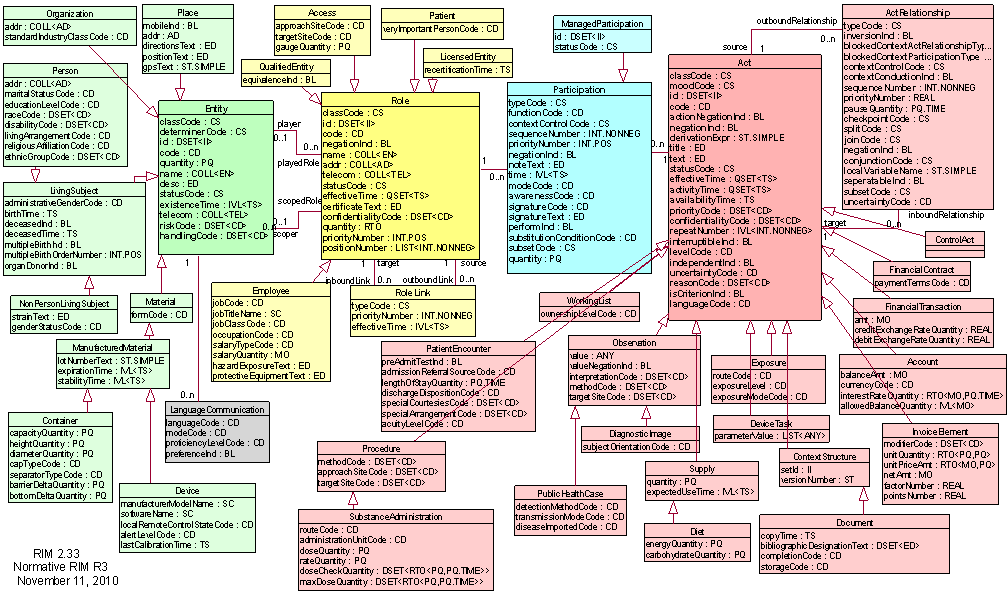 Organization
addr : COLL<AD>
standardIndustryClassCode : CD
Place
mobileInd : BL
addr : AD
directionsText : ED
positionText : ED
gpsText : ST.SIMPLE
Access
approachSiteCode : CD
targetSiteCode : CD
gaugeQuantity : PQ
Patient
veryImportantPersonCode : CD
LicensedEntity
recertificationTime : TS
QualifiedEntity
equivalenceInd : BL
ManagedParticipation
id : DSET<II>
statusCode : CS
outboundRelationship
0..n
source
1
ActRelationship
typeCode : CS
inversionInd : BL
blockedContextActRelationshipTy...
blockedContextParticipationType ...
contextControlCode : CS
contextConductionInd : BL
sequence Number : INT.NONNEG
priorityNumber : REAL
pause Quantity : PQ.TIME
checkpointCode : CS
splitCode : CS
joinCode : CS
negationInd : BL
conjunctionCode : CS
localVariableName : ST.SIMPLE
seperatableInd : BL
subsetCode : CS
uncertaintyCode : CD
Person
addr : COLL<AD>
maritalStatusCode : CD
educationLevelCode : CD
raceCode : DSET<CD>
disabilityCode : DSET<CD>
livingArrangementCode : CD
religiousAffiliationCode : CD
ethnicGroupCode : DSET<CD>
Entity
classCode : CS
determinerCode : CS
id : DSET<II>
code : CD
quantity : PQ
name : COLL<EN>
desc : ED
statusCode : CS
existenceTime : IVL<TS>
telecom : COLL<TEL>
riskCode : DSET<CD>
handlingCode : DSET<CD>
player
0..1
0..n
playedRole
scopedRole
0..n
0..1
scoper
Role
classCode : CS
id : DSET<II>
code : CD
negationInd : BL
name : COLL<EN>
addr : COLL<AD>
telecom : COLL<TEL>
statusCode : CS
effectiveTime : QSET<TS>
certificateText : ED
confidentialityCode : DSET<CD>
quantity : RTO
priorityNumber : INT.POS
positionNumber : LIST<INT.NONNEG>
1
0..n
Participation
typeCode : CS
functionCode : CD
contextControlCode : CS
sequenceNumber : INT.NONNEG
priorityNumber : INT.POS
negationInd : BL
noteText : ED
time : IVL<TS>
modeCode : CD
awarenessCode : CD
signatureCode : CD
signatureText : ED
performInd : BL
substitutionConditionCode : CD
subsetCode : CS
quantity : PQ
1
0..n
Act
classCode : CS
moodCode : CS
id : DSET<II>
code : CD
actionNegationInd : BL
negationInd : BL
derivationExpr : ST.SIMPLE
title : ED
text : ED
statusCode : CS
effectiveTime : QSET<TS>
activityTime : QSET<TS>
availabilityTime : TS
priorityCode : DSET<CD>
confidentialityCode : DSET<CD>
repeatNumber : IVL<INT.NONNEG>
interruptibleInd : BL
levelCode : CD
independentInd : BL
uncertaintyCode : CD
reasonCode : DSET<CD>
isCriterionInd : BL
languageCode : CD
inboundRelationship
target
0..n
1
LivingSubject
administrativeGenderCode : CD
birthTime : TS
deceasedInd : BL
deceasedTime : TS
multipleBirthInd : BL
multipleBirthOrderNumber : INT.POS
organDonorInd : BL
NonPersonLivingSubject
strainText : ED
genderStatusCode : CD
Material
formCode : CD
ManufacturedMaterial
lotNumberText : ST.SIMPLE
expirationTime : IVL<TS>
stabilityTime : IVL<TS>
Container
capacityQuantity : PQ
heightQuantity : PQ
diameterQuantity : PQ
capTypeCode : CD
separatorTypeCode : CD
barrierDeltaQuantity : PQ
bottomDeltaQuantity : PQ
Device
manufacturerModelName : SC
softwareName : SC
localRemoteControlStateCode : CD
alertLevelCode : CD
lastCalibrationTime : TS
1
0..n
LanguageCommunication
languageCode : CD
modeCode : CD
proficiencyLevelCode : CD
preferenceInd : BL
Employee
jobCode : CD
jobTitleName : SC
jobClassCode : CD
occupationCode : CD
salaryTypeCode : CD
salaryQuantity : MO
hazardExposureText : ED
protectiveEquipmentText : ED
1
target
inboundLink
0..n
1
source
outboundLink
0..n
Role Link
typeCode : CS
priorityNumber : INT.NONNEG
effectiveTime : IVL<TS>
PatientEncounter
preAdmitTestInd : BL
admissionReferralSourceCode : CD
lengthOfStayQuantity : PQ.TIME
dischargeDispositionCode : CD
specialCourtesiesCode : DSET<CD>
specialArrangementCode : DSET<CD>
acuityLevelCode : CD
Procedure
methodCode : DSET<CD>
approachSiteCode : DSET<CD>
targetSiteCode : DSET<CD>
SubstanceAdministration
routeCode : CD
administrationUnitCode : CD
doseQuantity : PQ
rateQuantity : PQ
doseCheckQuantity : DSET<RTO<PQ,PQ.TIME>>
maxDoseQuantity : DSET<RTO<PQ,PQ.TIME>>
WorkingList
ownershipLevelCode : CD
Observation
value : ANY
valueNegationInd : BL
interpretationCode : DSET<CD>
methodCode : DSET<CD>
targetSiteCode : DSET<CD>
DiagnosticImage
subjectOrientationCode : CD
PublicHealthCase
detectionMethodCode : CD
transmissionModeCode : CD
diseaseImportedCode : CD
Supply
quantity : PQ
expectedUseTime : IVL<TS>
Diet
energyQuantity : PQ
carbohydrateQuantity : PQ
Exposure
routeCode : CD
exposureLevel : CD
exposureModeCode : CD
DeviceTask
parameterValue : LIST<ANY>
ContextStructure
setId : II
versionNumber : ST
Document
copyTime : TS
bibliographicDesignationText : DSET<ED>
completionCode : CD
storageCode : CD
ControlAct
FinancialContract
paymentTermsCode : CD
FinancialTransaction
amt : MO
creditExchangeRateQuantity : REAL
debitExchangeRateQuantity : REAL
Account
balanceAmt : MO
currencyCode : CD
interestRateQuantity : RTO<MO,PQ.TIME>
allowedBalanceQuantity : IVL<MO>
InvoiceElement
modifierCode : DSET<CD>
unitQuantity : RTO<PQ,PQ>
unitPriceAmt : RTO<MO,PQ>
netAmt : MO
factorNumber : REAL
pointsNumber : REAL
RIM 2.33
Normative RIM R3
November 11, 2010